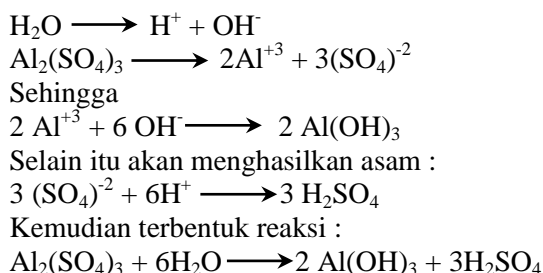 H₂O ⟶ H⁺ + OH⁻
Al₂(SO₄)₃ ⟶ 2Al⁺³ + 3(SO₄)⁻²
Sehingga
2 Al⁺³ + 6 OH⁻ ⟶ 2 Al(OH)₃
Selain itu akan menghasilkan asam :
3 (SO₄)⁻² + 6H⁺ ⟶ 3 H₂SO₄
Kemudian terbentuk reaksi :
Al₂(SO₄)₃ + 6H₂O ⟶ 2 Al(OH)₃ + 3H₂SO₄